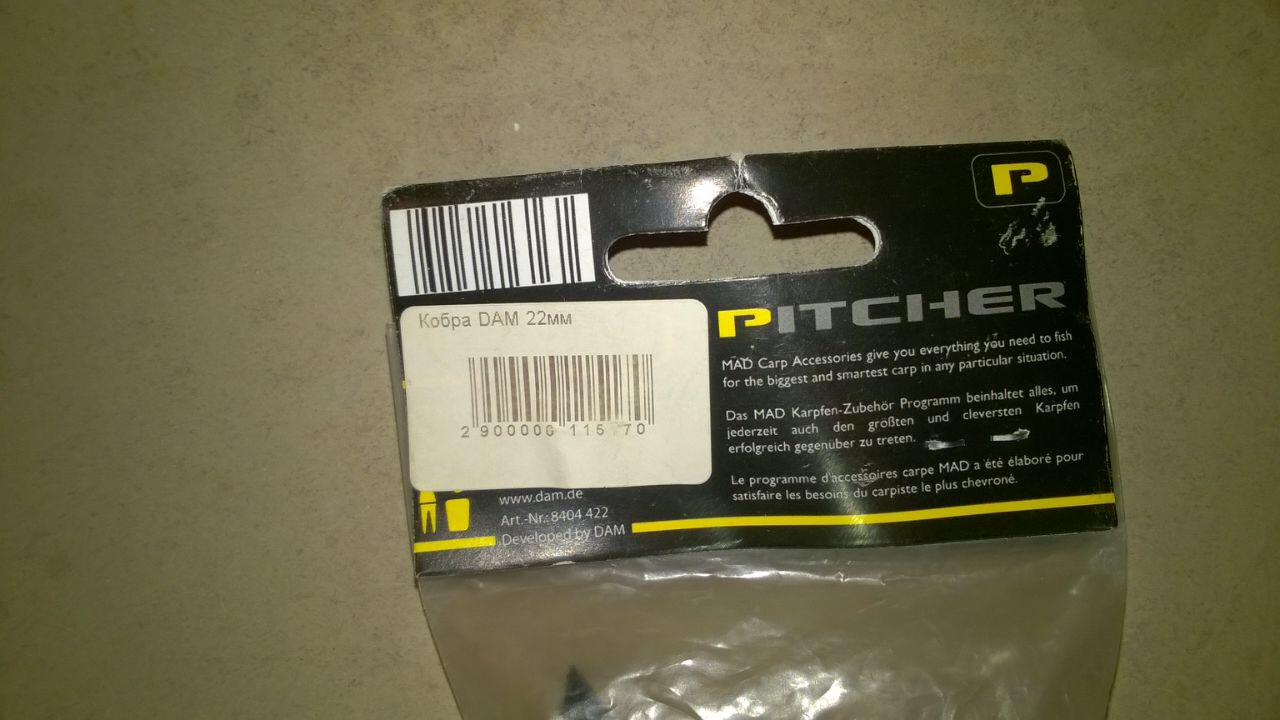 P
Кобра DAM 22мм
2 900000 115 70
www.dam.de
Art.-Nr.: 8404 422
Developed by DAM
PITCHER
MAD Carp Accessories give you everything you need to fish
for the biggest and smartest carp in any particular situation.
Das MAD Karpfen-Zubehör Programm beinhaltet alles, um
jederzeit auch den größten und cleversten Karpfen
erfolgreich gegenüber zu treten.
Le programme d'accessoires carpe MAD a été élaboré pour
satisfaire les besoins du carpiste le plus chevroné.